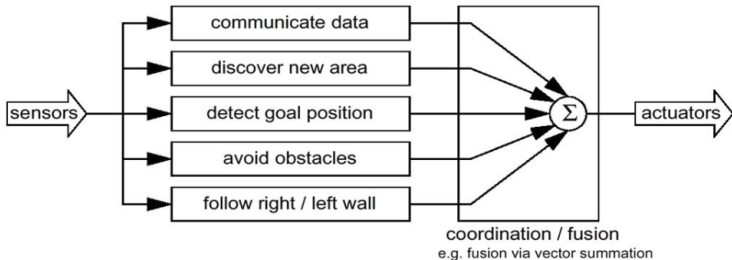 communicate data
discover new area
sensors
detect goal position
Σ
actuators
avoid obstacles
follow right / left wall
coordination / fusion
e.g. fusion via vector summation